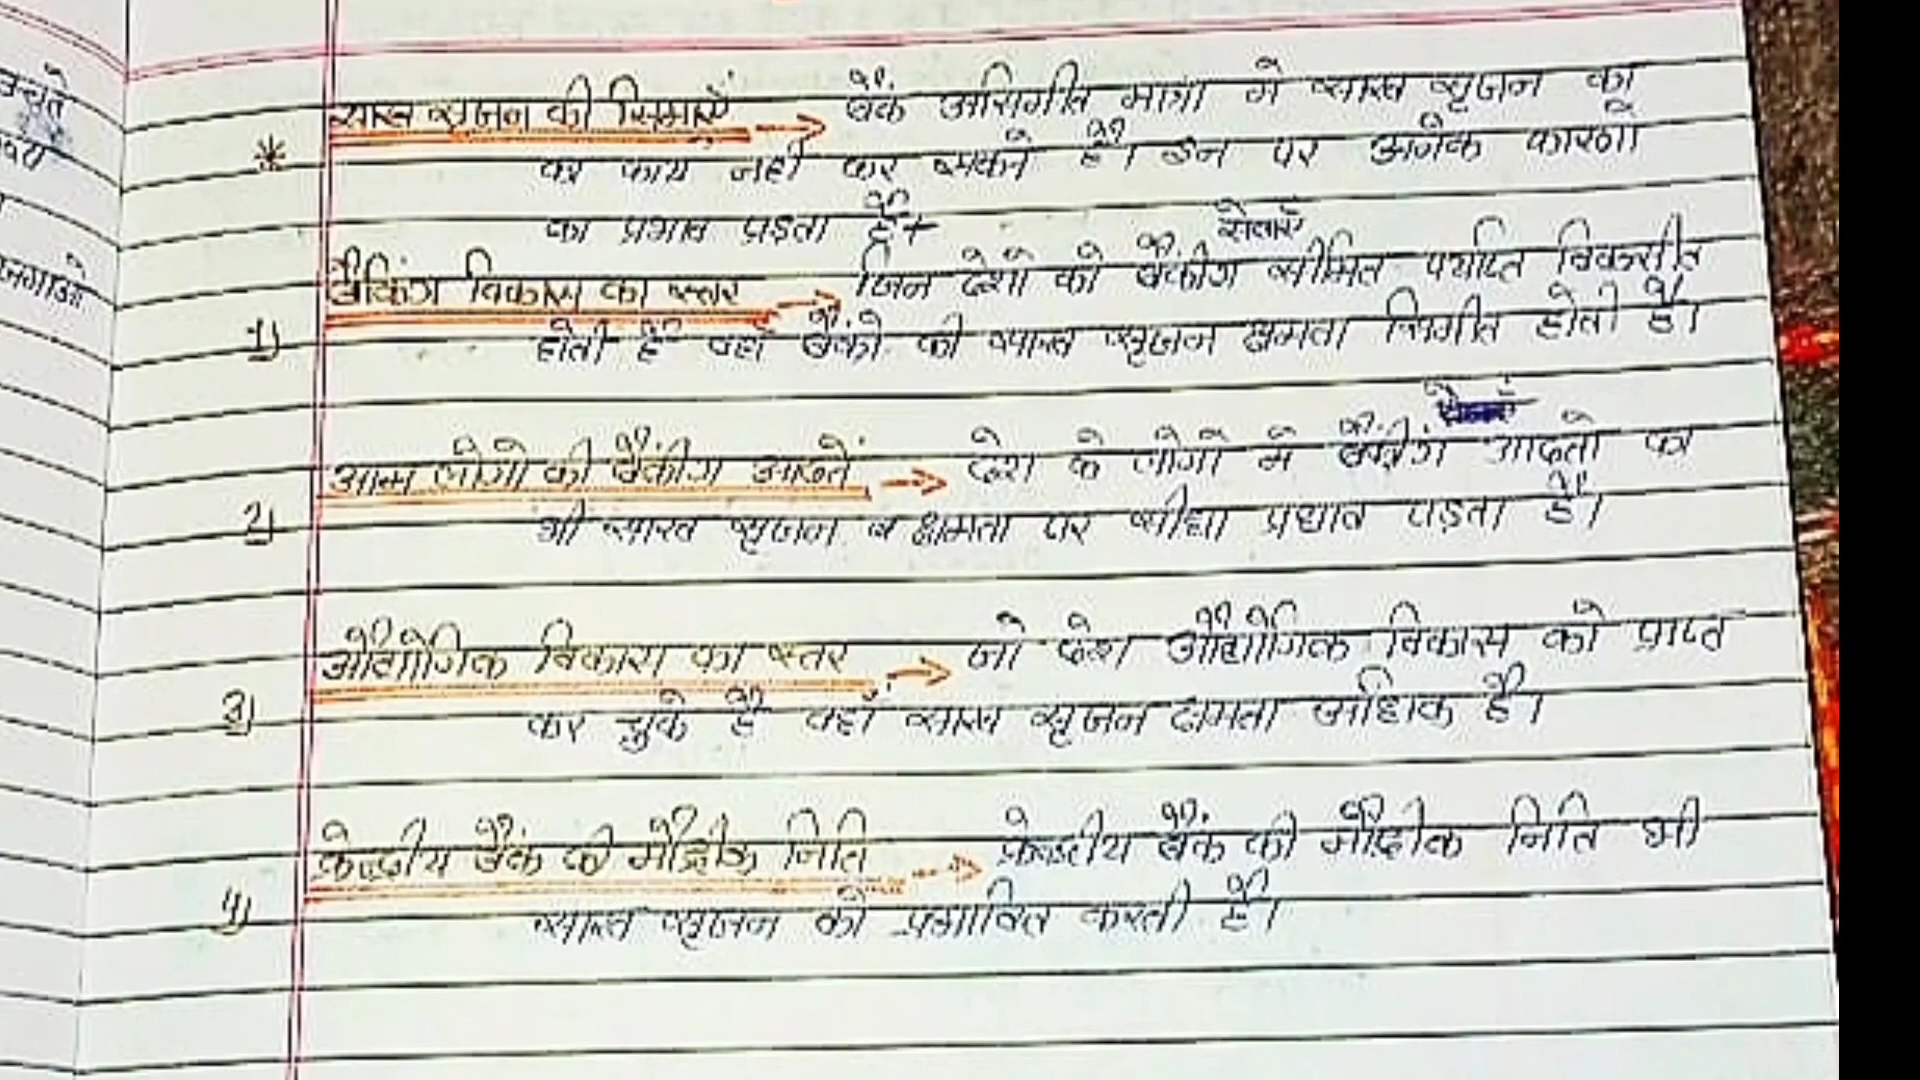 उच्चते
* साख सृजन की सिमाएँ → बैंक असिमीत मात्रा मे साख सृजन का
का कार्य नही कर सकते है। इन पर अनेक कारणो
का प्रभाव पड़ता है+
सेवाएँ
1) बैंकिंग विकास का स्तर → जिन देशो को बैंकींग सीमित पर्याप्त विकसीत
होती है वहाँ बैंको की साख सृजन क्षमता सिमीत होती है।
2) आम लोगो की बैंकींग आदतें → देश के लोगों मे बैंकींग आदतो का
भी साख सृजन क्षमता पर सीधा प्रभाव पड़ता है।
3) औद्योगिक विकास का स्तर → जो देश औद्योगिक विकास को प्राप्त
कर चुके है वहाँ साख सृजन क्षमता अधिक है।
4) केन्द्रीय बैंक की मौद्रीक निति → केन्द्रीय बैंक की मौद्रीक निति भी
साख सृजन को प्रभावित करती है।